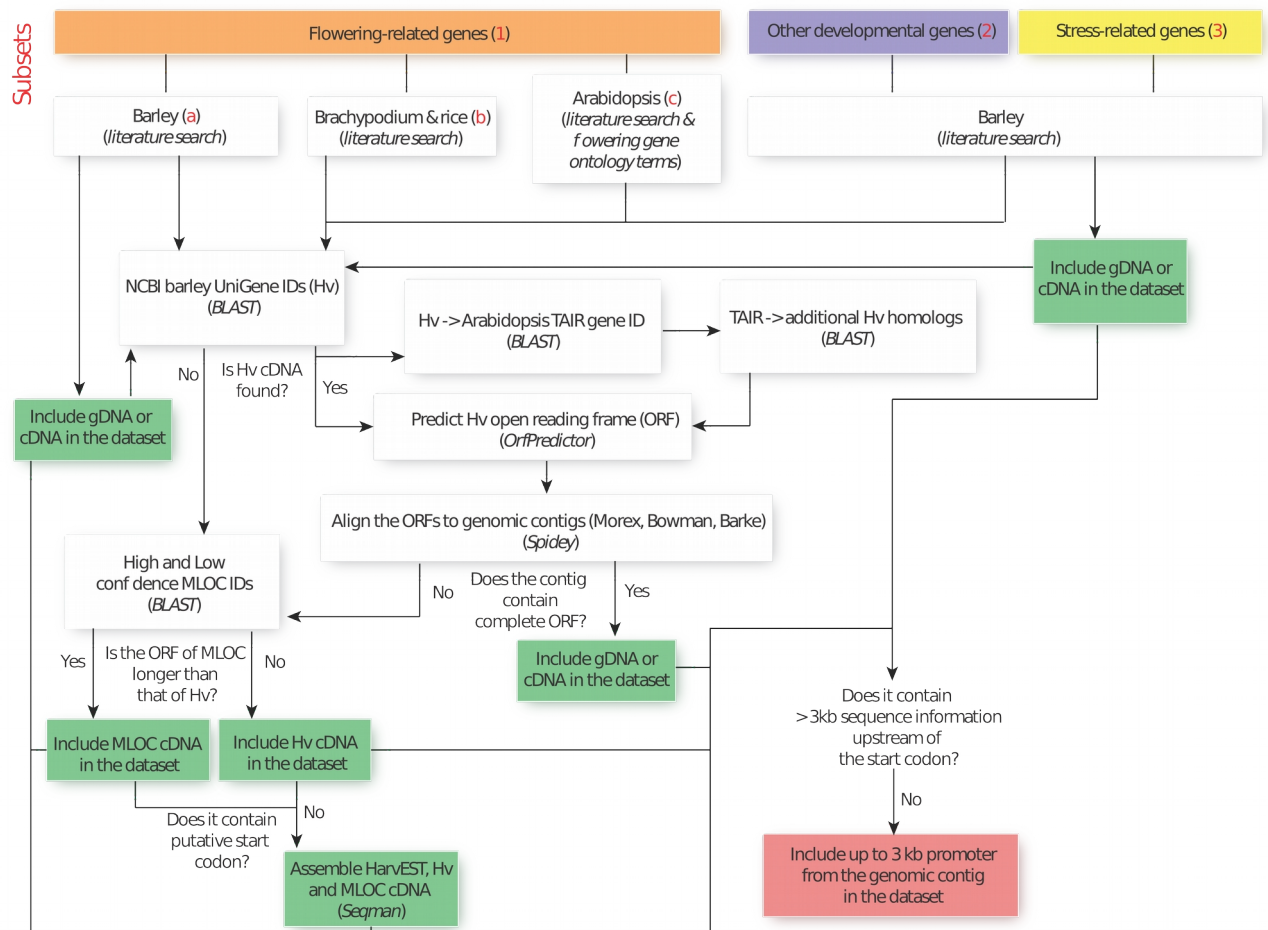 Subsets
Flowering-related genes (1)
Other developmental genes (2)
Stress-related genes (3)
Barley (a)
(literature search)
Brachypodium & rice (b)
(literature search)
Arabidopsis (c)
(literature search &
f owering gene
ontology terms)
Barley
(literature search)
NCBI barley UniGene IDs (Hv)
(BLAST)
Include gDNA or
cDNA in the dataset
Hv -> Arabidopsis TAIR gene ID
(BLAST)
TAIR -> additional Hv homologs
(BLAST)
No
Is Hv cDNA
found?
Yes
Include gDNA or
cDNA in the dataset
Predict Hv open reading frame (ORF)
(OrfPredictor)
Align the ORFs to genomic contigs (Morex, Bowman, Barke)
(Spidey)
High and Low
conf dence MLOC IDs
(BLAST)
No
Does the contig
contain
complete ORF?
Yes
Yes
Is the ORF of MLOC
longer than
that of Hv?
No
Include gDNA or
cDNA in the dataset
Does it contain
>3kb sequence information
upstream of
the start codon?
Include MLOC cDNA
in the dataset
Include Hv cDNA
in the dataset
No
Does it contain
putative start
codon?
No
Assemble HarvEST, Hv
and MLOC cDNA
(Seqman)
Include up to 3 kb promoter
from the genomic contig
in the dataset